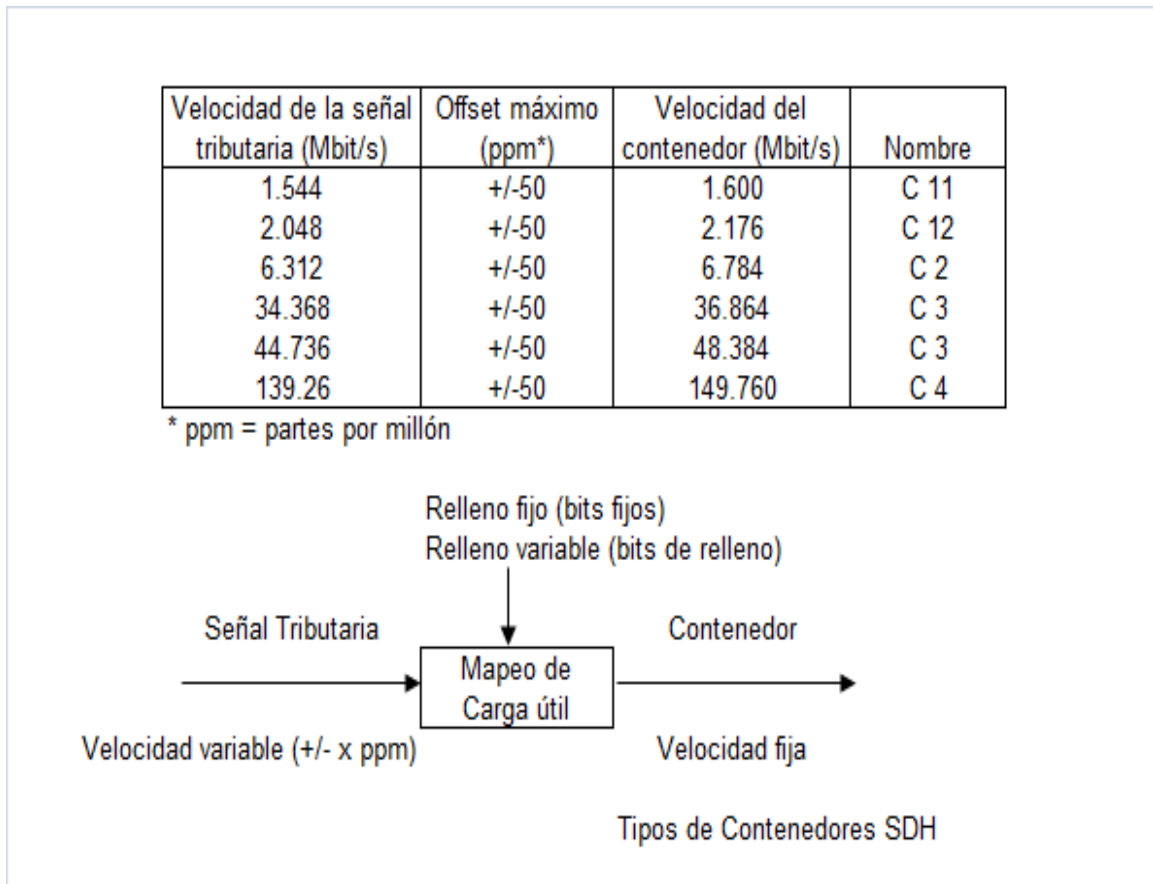 Velocidad de la señal tributaria (Mbit/s) Offset máximo (ppm*) Velocidad del contenedor (Mbit/s) Nombre
1.544 +/-50 1.600 C 11
2.048 +/-50 2.176 C 12
6.312 +/-50 6.784 C 2
34.368 +/-50 36.864 C 3
44.736 +/-50 48.384 C 3
139.26 +/-50 149.760 C 4
* ppm = partes por millón
Relleno fijo (bits fijos)
Relleno variable (bits de relleno)
Señal Tributaria
Contenedor
Mapeo de
Carga útil
Velocidad variable (+/- x ppm)
Velocidad fija
Tipos de Contenedores SDH